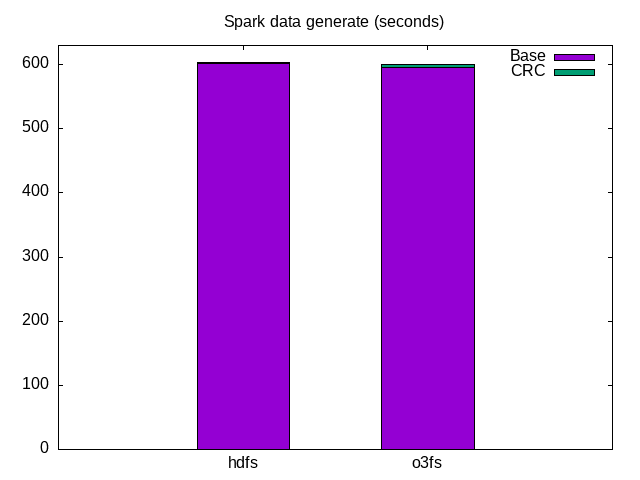 Spark data generate (seconds)
600
500
400
300
200
100
0
Base
CRC
hdfs
o3fs